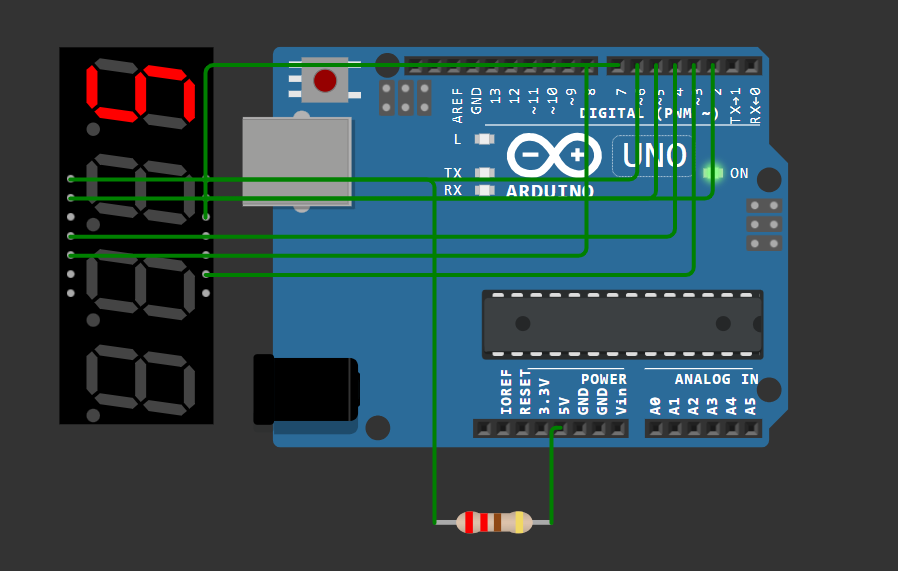 AREF
GND
13
12
~11
~10
~9
8
7
~6
~5
4
~3
2
TX→1
RX←0
DIGITAL (PWM ~)
L
TX
RX
UNO
ON
ARDUINO
POWER
ANALOG IN
IOREF
RESET
3.3V
5V
GND
GND
Vin
A0
A1
A2
A3
A4
A5